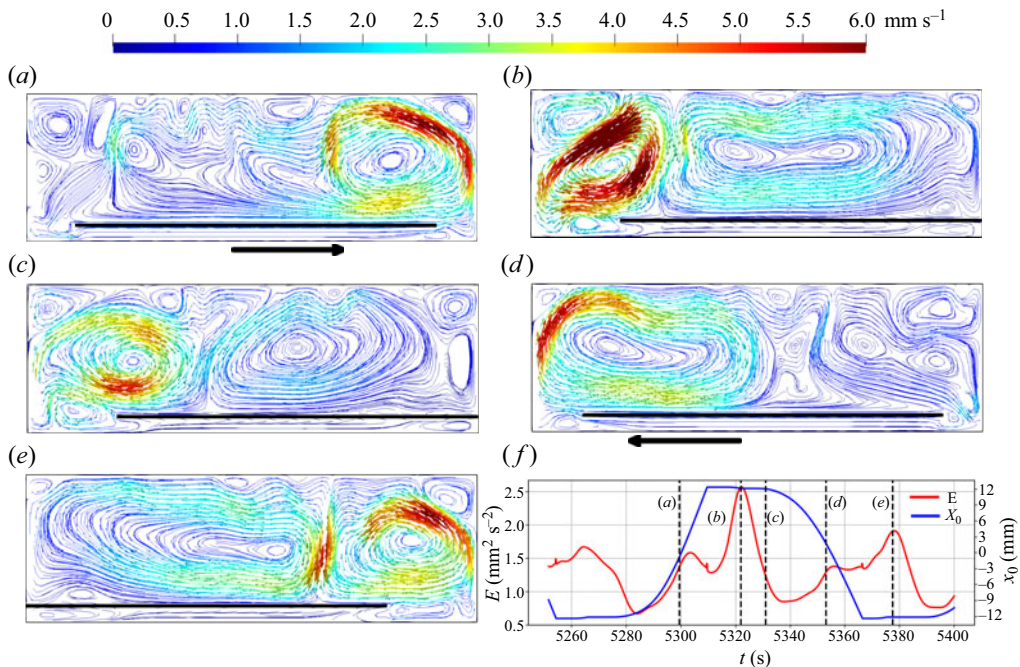 0 0.5 1.0 1.5 2.0 2.5 3.0 3.5 4.0 4.5 5.0 5.5 6.0 mm s⁻¹
(a) (b)
(c) (d)
(e) (f)
2.5
2.0
1.5
1.0
0.5
E (mm² s⁻²)
(a) (b) (c) (d) (e)
E
X₀
12
9
6
3
0
−3
−6
−9
−12
x₀ (mm)
5260 5280 5300 5320 5340 5360 5380 5400
t (s)